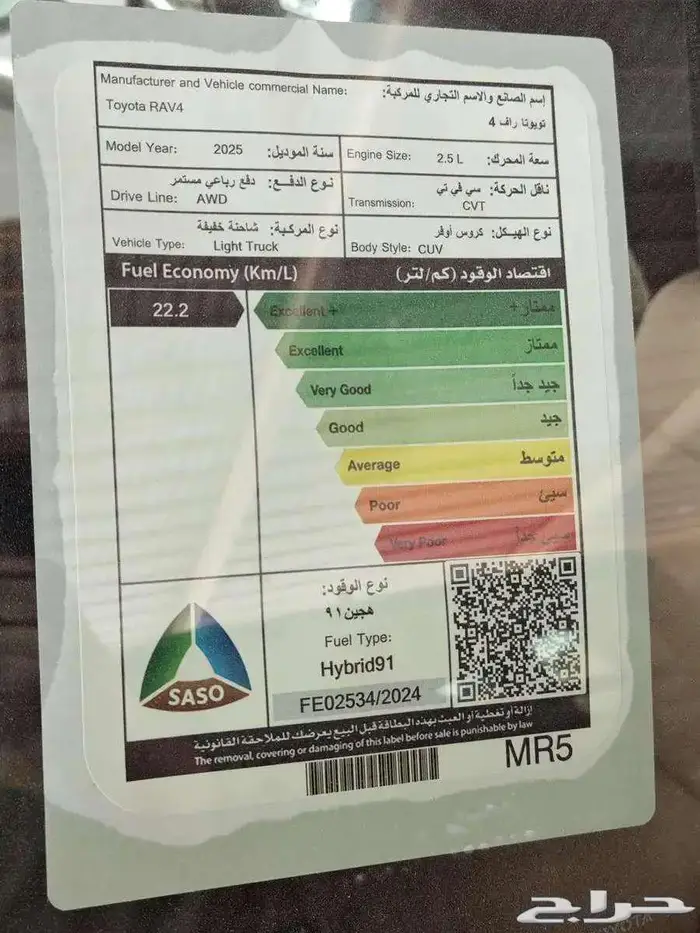 Manufacturer and Vehicle commercial Name: إسم الصانع والاسم التجاري للمركبة:
Toyota RAV4
تويوتا راف 4
Model Year: 2025 سنة الموديل:
Engine Size: 2.5 L سعة المحرك:
نوع الدفع: دفع رباعي مستمر
Drive Line: AWD
ناقل الحركة: سي في تي
Transmission: CVT
نوع المركبة: شاحنة خفيفة
Vehicle Type: Light Truck
نوع الهيكل: كروس أوفر
Body Style: CUV
Fuel Economy (Km/L) اقتصاد الوقود (كم/لتر)
22.2
Excellent + ممتاز +
Excellent ممتاز
Very Good جيد جداً
Good جيد
Average متوسط
Poor سيئ
Very Poor سيئ جداً
نوع الوقود:
هجين٩١
Fuel Type:
Hybrid91
FE02534/2024
SASO
إزالة أو تغطية أو العبث بهذه البطاقة قبل البيع يعرضك للملاحقة القانونية
The removal, covering or damaging of this label before sale is punishable by law
MR5
حراج
TOYOTA